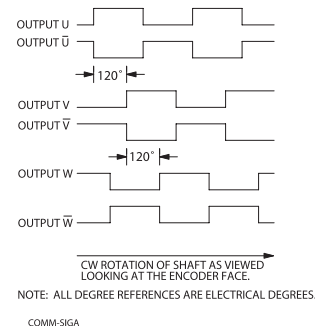 OUTPUT U
OUTPUT U̅
120°
OUTPUT V
OUTPUT V̅
120°
OUTPUT W
OUTPUT W̅
CW ROTATION OF SHAFT AS VIEWED
LOOKING AT THE ENCODER FACE.
NOTE: ALL DEGREE REFERENCES ARE ELECTRICAL DEGREES.
COMM-SIGA